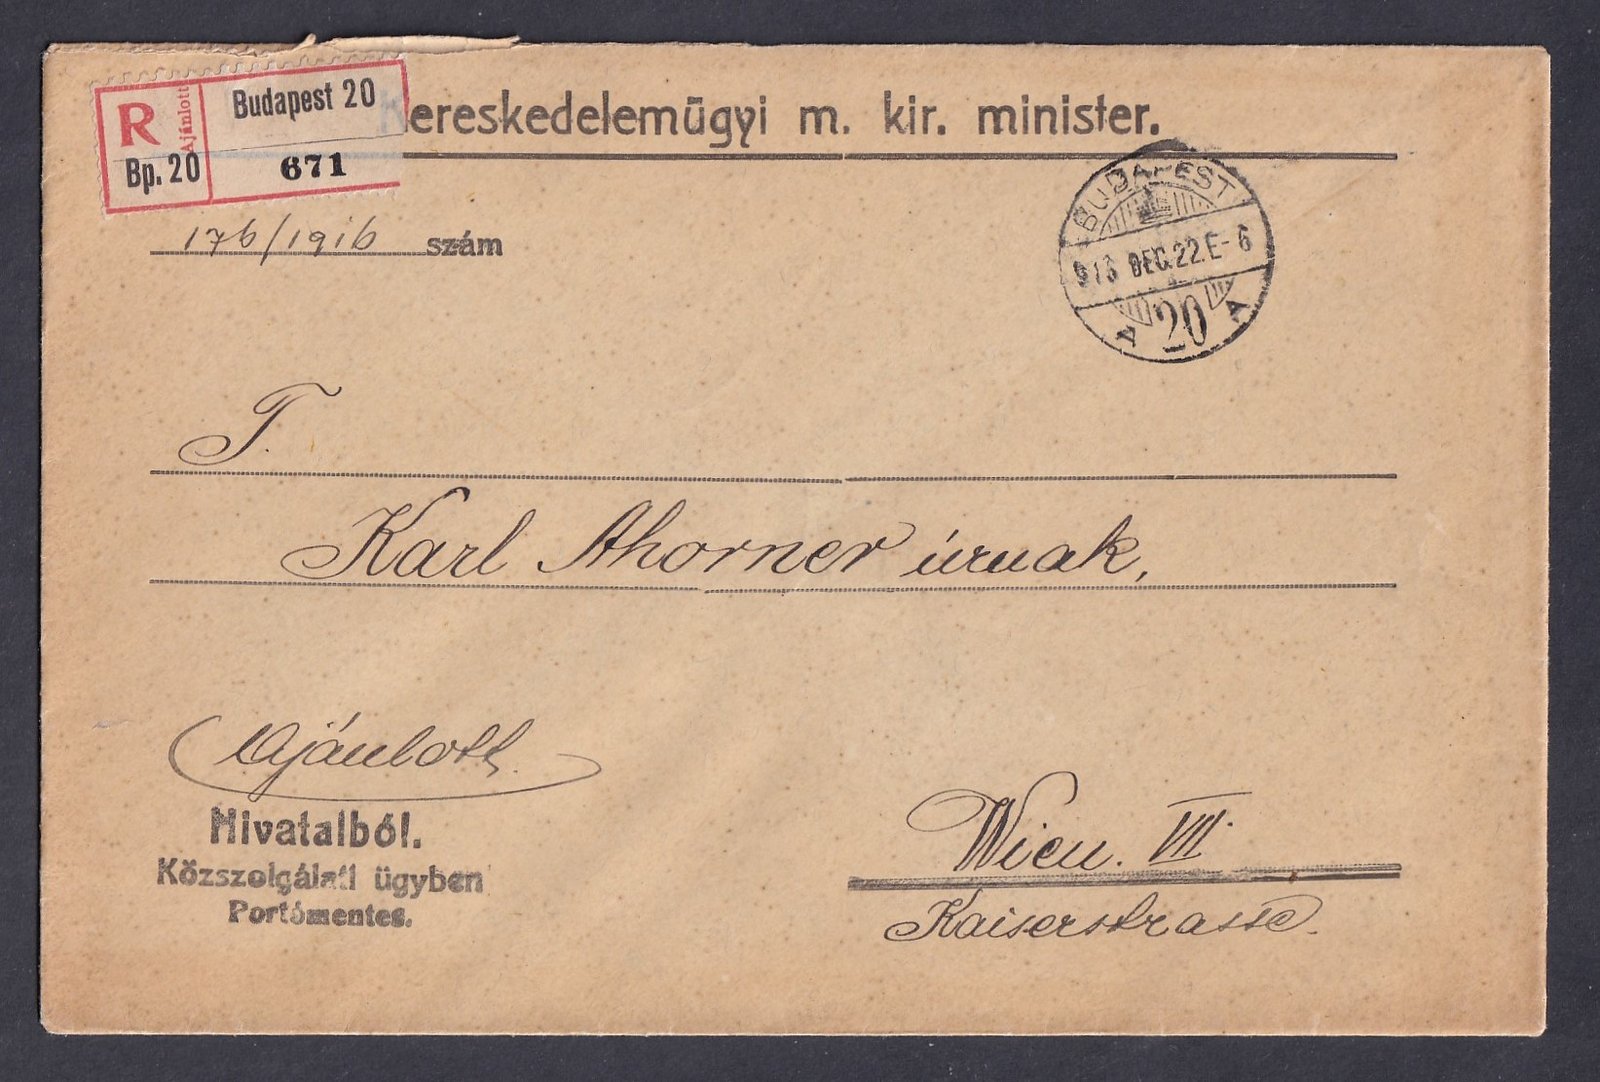 R Ajánlott Budapest 20
Bp. 20 671
Kereskedelemügyi m. kir. minister.
176/1916 szám
BUDAPEST
916 DEC. 22. E- 6
A 20 A
T.
Karl Ahorner úrnak,
Ajánlott.
Hivatalból.
Közszolgálati ügyben
Portómentes.
Wien. VII.
Kaiserstrasse.